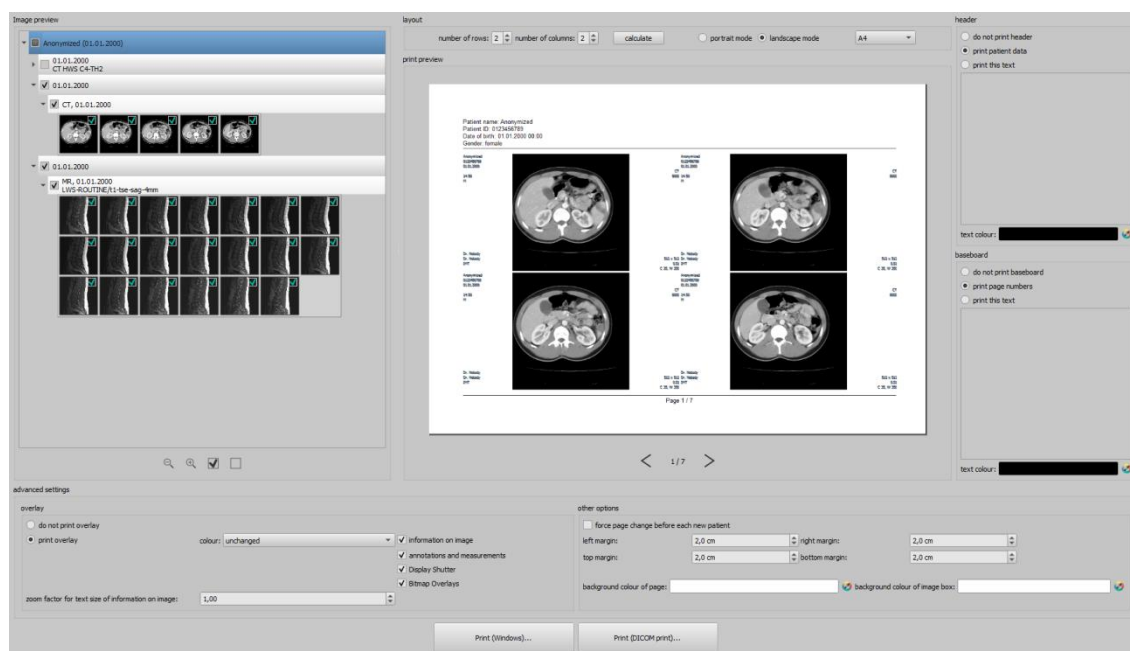 Image preview
Anonymized (01.01.2000)
01.01.2000
CT HWS C4-TH2
01.01.2000
CT, 01.01.2000
01.01.2000
MR, 01.01.2000
LWS-ROUTINE/t1-tse-sag-4mm
layout
number of rows: 2 number of columns: 2 calculate portrait mode landscape mode A4
print preview
Patient name: Anonymized
Patient ID: 0123456789
Date of birth: 01.01.2000 00:00
Gender: female
Page 1 / 7
1 / 7
header
do not print header
print patient data
print this text
text colour:
baseboard
do not print baseboard
print page numbers
print this text
text colour:
advanced settings
overlay
do not print overlay
print overlay colour: unchanged
information on image
annotations and measurements
Display Shutter
Bitmap Overlays
zoom factor for text size of information on image: 1,00
other options
force page change before each new patient
left margin: 2,0 cm right margin: 2,0 cm
top margin: 2,0 cm bottom margin: 2,0 cm
background colour of page: background colour of image box:
Print (Windows)... Print (DICOM print)...